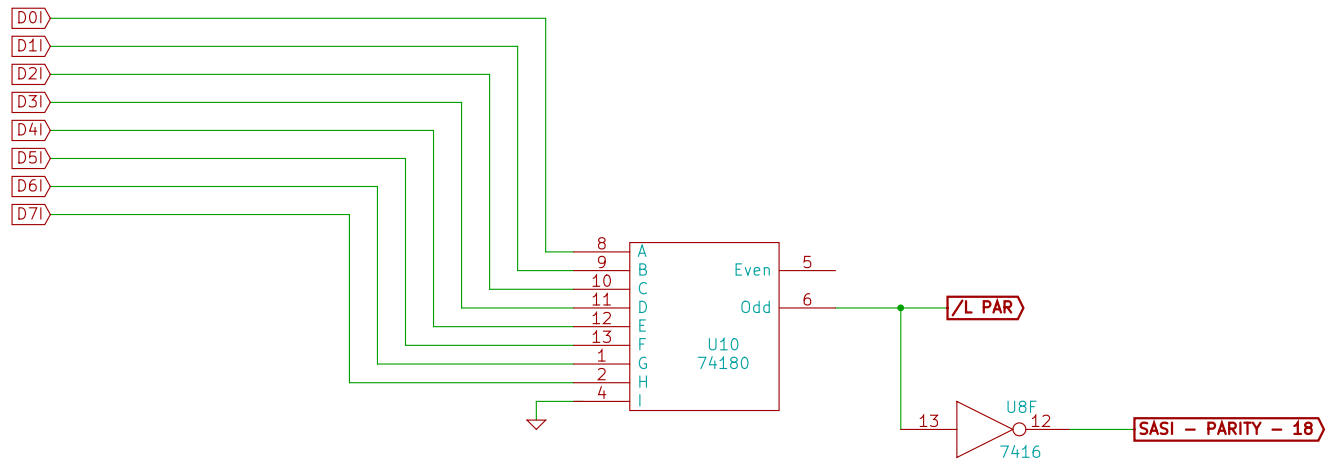 D0I
D1I
D2I
D3I
D4I
D5I
D6I
D7I
8 A
9 B
10 C
11 D
12 E
13 F
1 G
2 H
4 I
Even 5
Odd 6
U10
74180
/L PAR
U8F
13 12
7416
SASI - PARITY - 18